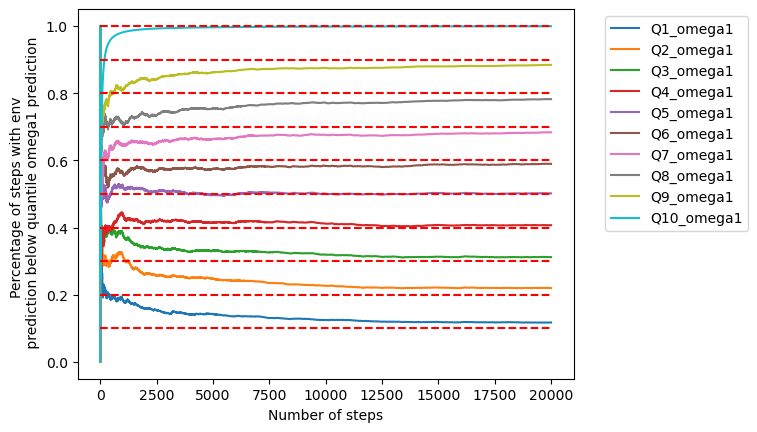 Percentage of steps with env
prediction below quantile omega1 prediction
1.0
0.8
0.6
0.4
0.2
0.0
0
2500
5000
7500
10000
12500
15000
17500
20000
Number of steps
Q1_omega1
Q2_omega1
Q3_omega1
Q4_omega1
Q5_omega1
Q6_omega1
Q7_omega1
Q8_omega1
Q9_omega1
Q10_omega1